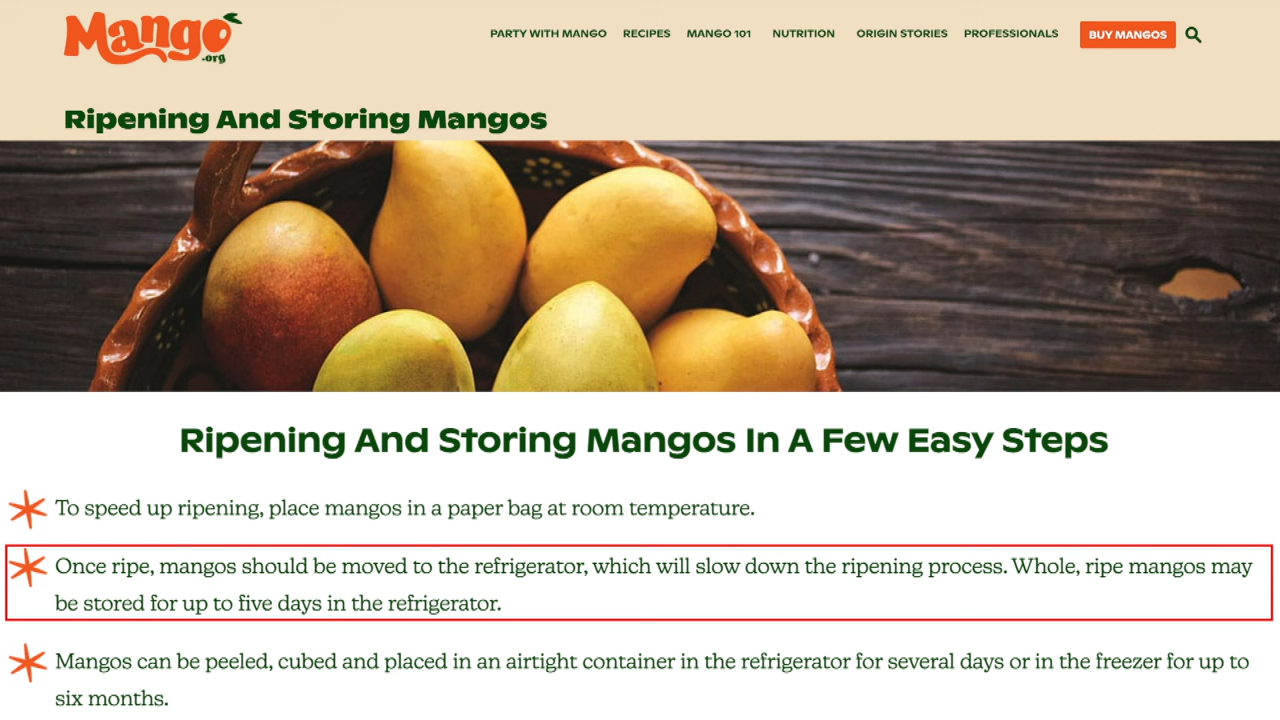 Mango
.org
PARTY WITH MANGO RECIPES MANGO 101 NUTRITION ORIGIN STORIES PROFESSIONALS BUY MANGOS
Ripening And Storing Mangos
Ripening And Storing Mangos In A Few Easy Steps
To speed up ripening, place mangos in a paper bag at room temperature.
Once ripe, mangos should be moved to the refrigerator, which will slow down the ripening process. Whole, ripe mangos may
be stored for up to five days in the refrigerator.
Mangos can be peeled, cubed and placed in an airtight container in the refrigerator for several days or in the freezer for up to
six months.